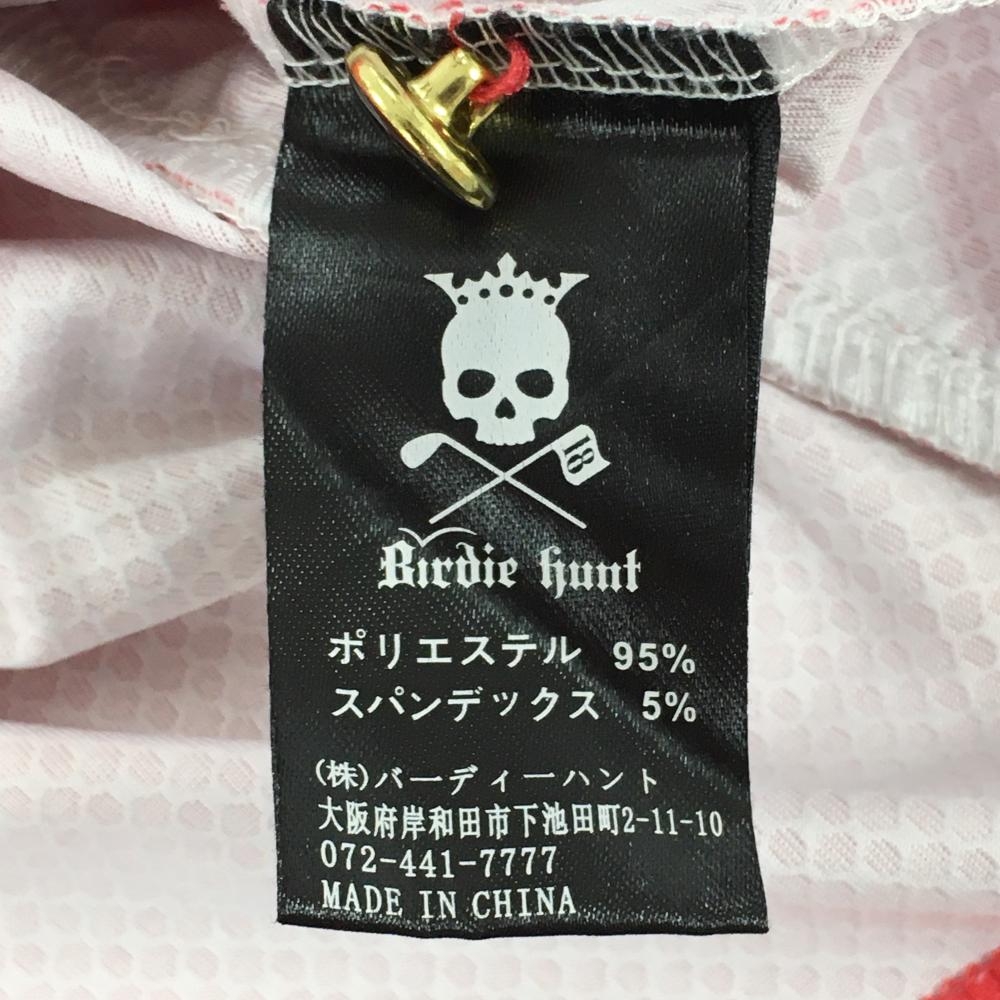 18
Birdie hunt
ポリエステル 95%
スパンデックス 5%
(株)バーディーハント
大阪府岸和田市下池田町2-11-10
072-441-7777
MADE IN CHINA